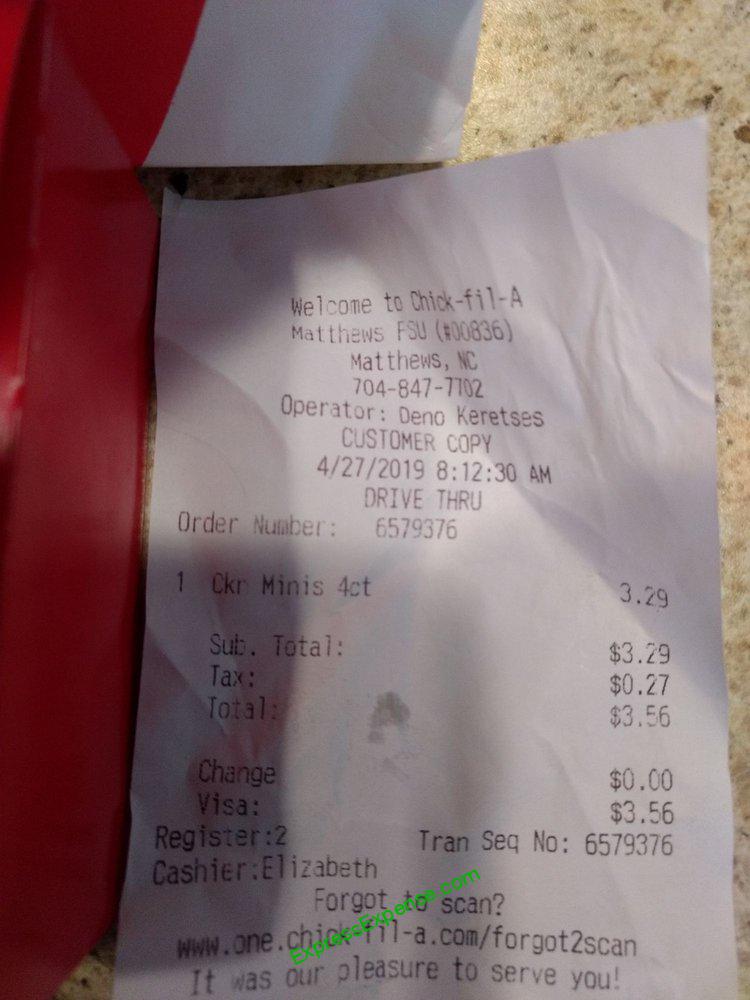 Welcome to Chick-fil-A
Matthews FSU (#00836)
Matthews, NC
704-847-7702
Operator: Deno Keretses
CUSTOMER COPY
4/27/2019 8:12:30 AM
DRIVE THRU
Order Number: 6579376
1 Ckn Minis 4ct 3.29
Sub. Total: $3.29
Tax: $0.27
Total: $3.56
Change $0.00
Visa: $3.56
Register:2 Tran Seq No: 6579376
Cashier:Elizabeth
Forgot to scan?
www.one.chick-fil-a.com/forgot2scan
ExpressExpense.com
It was our pleasure to serve you!